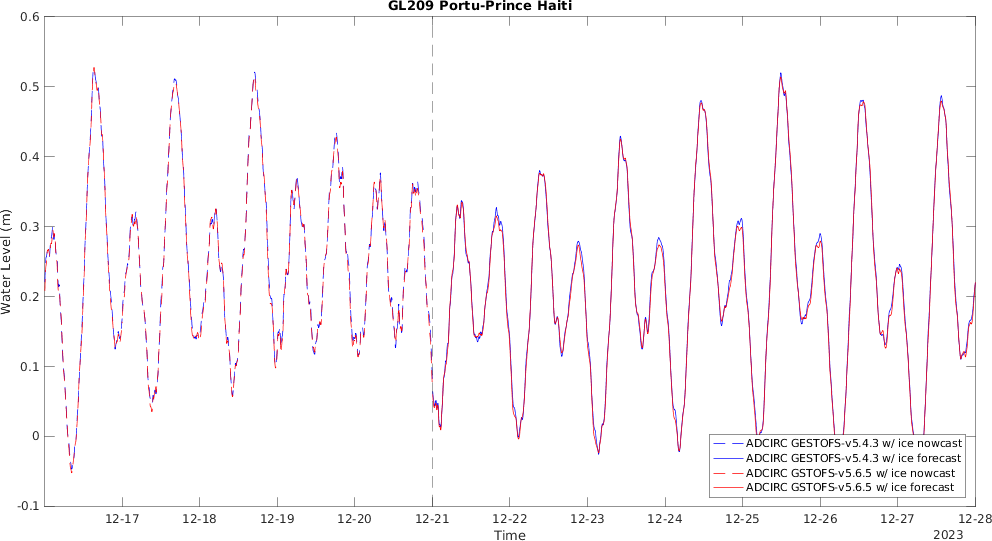 GL209 Portu-Prince Haiti
0.6
0.5
0.4
0.3
0.2
0.1
0
-0.1
Water Level (m)
12-17 12-18 12-19 12-20 12-21 12-22 12-23 12-24 12-25 12-26 12-27 12-28
Time
2023
ADCIRC GESTOFS-v5.4.3 w/ ice nowcast
ADCIRC GESTOFS-v5.4.3 w/ ice forecast
ADCIRC GSTOFS-v5.6.5 w/ ice nowcast
ADCIRC GSTOFS-v5.6.5 w/ ice forecast